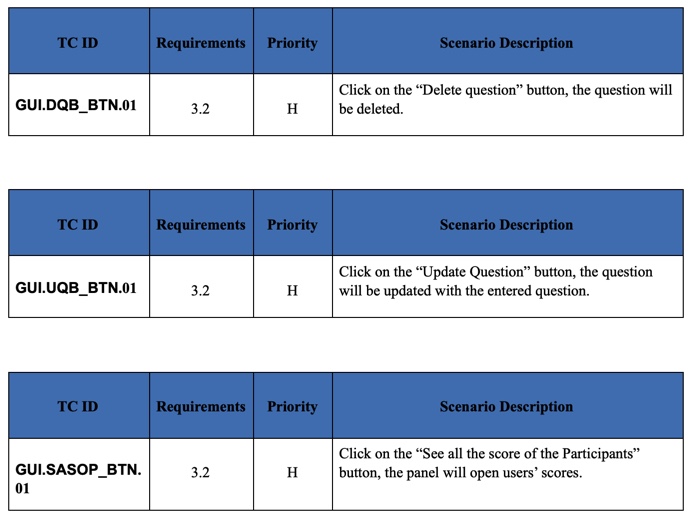 TC ID Requirements Priority Scenario Description
GUI.DQB_BTN.01 3.2 H Click on the “Delete question” button, the question will
be deleted.
TC ID Requirements Priority Scenario Description
GUI.UQB_BTN.01 3.2 H Click on the “Update Question” button, the question
will be updated with the entered question.
TC ID Requirements Priority Scenario Description
GUI.SASOP_BTN. 3.2 H Click on the “See all the score of the Participants”
01 button, the panel will open users’ scores.